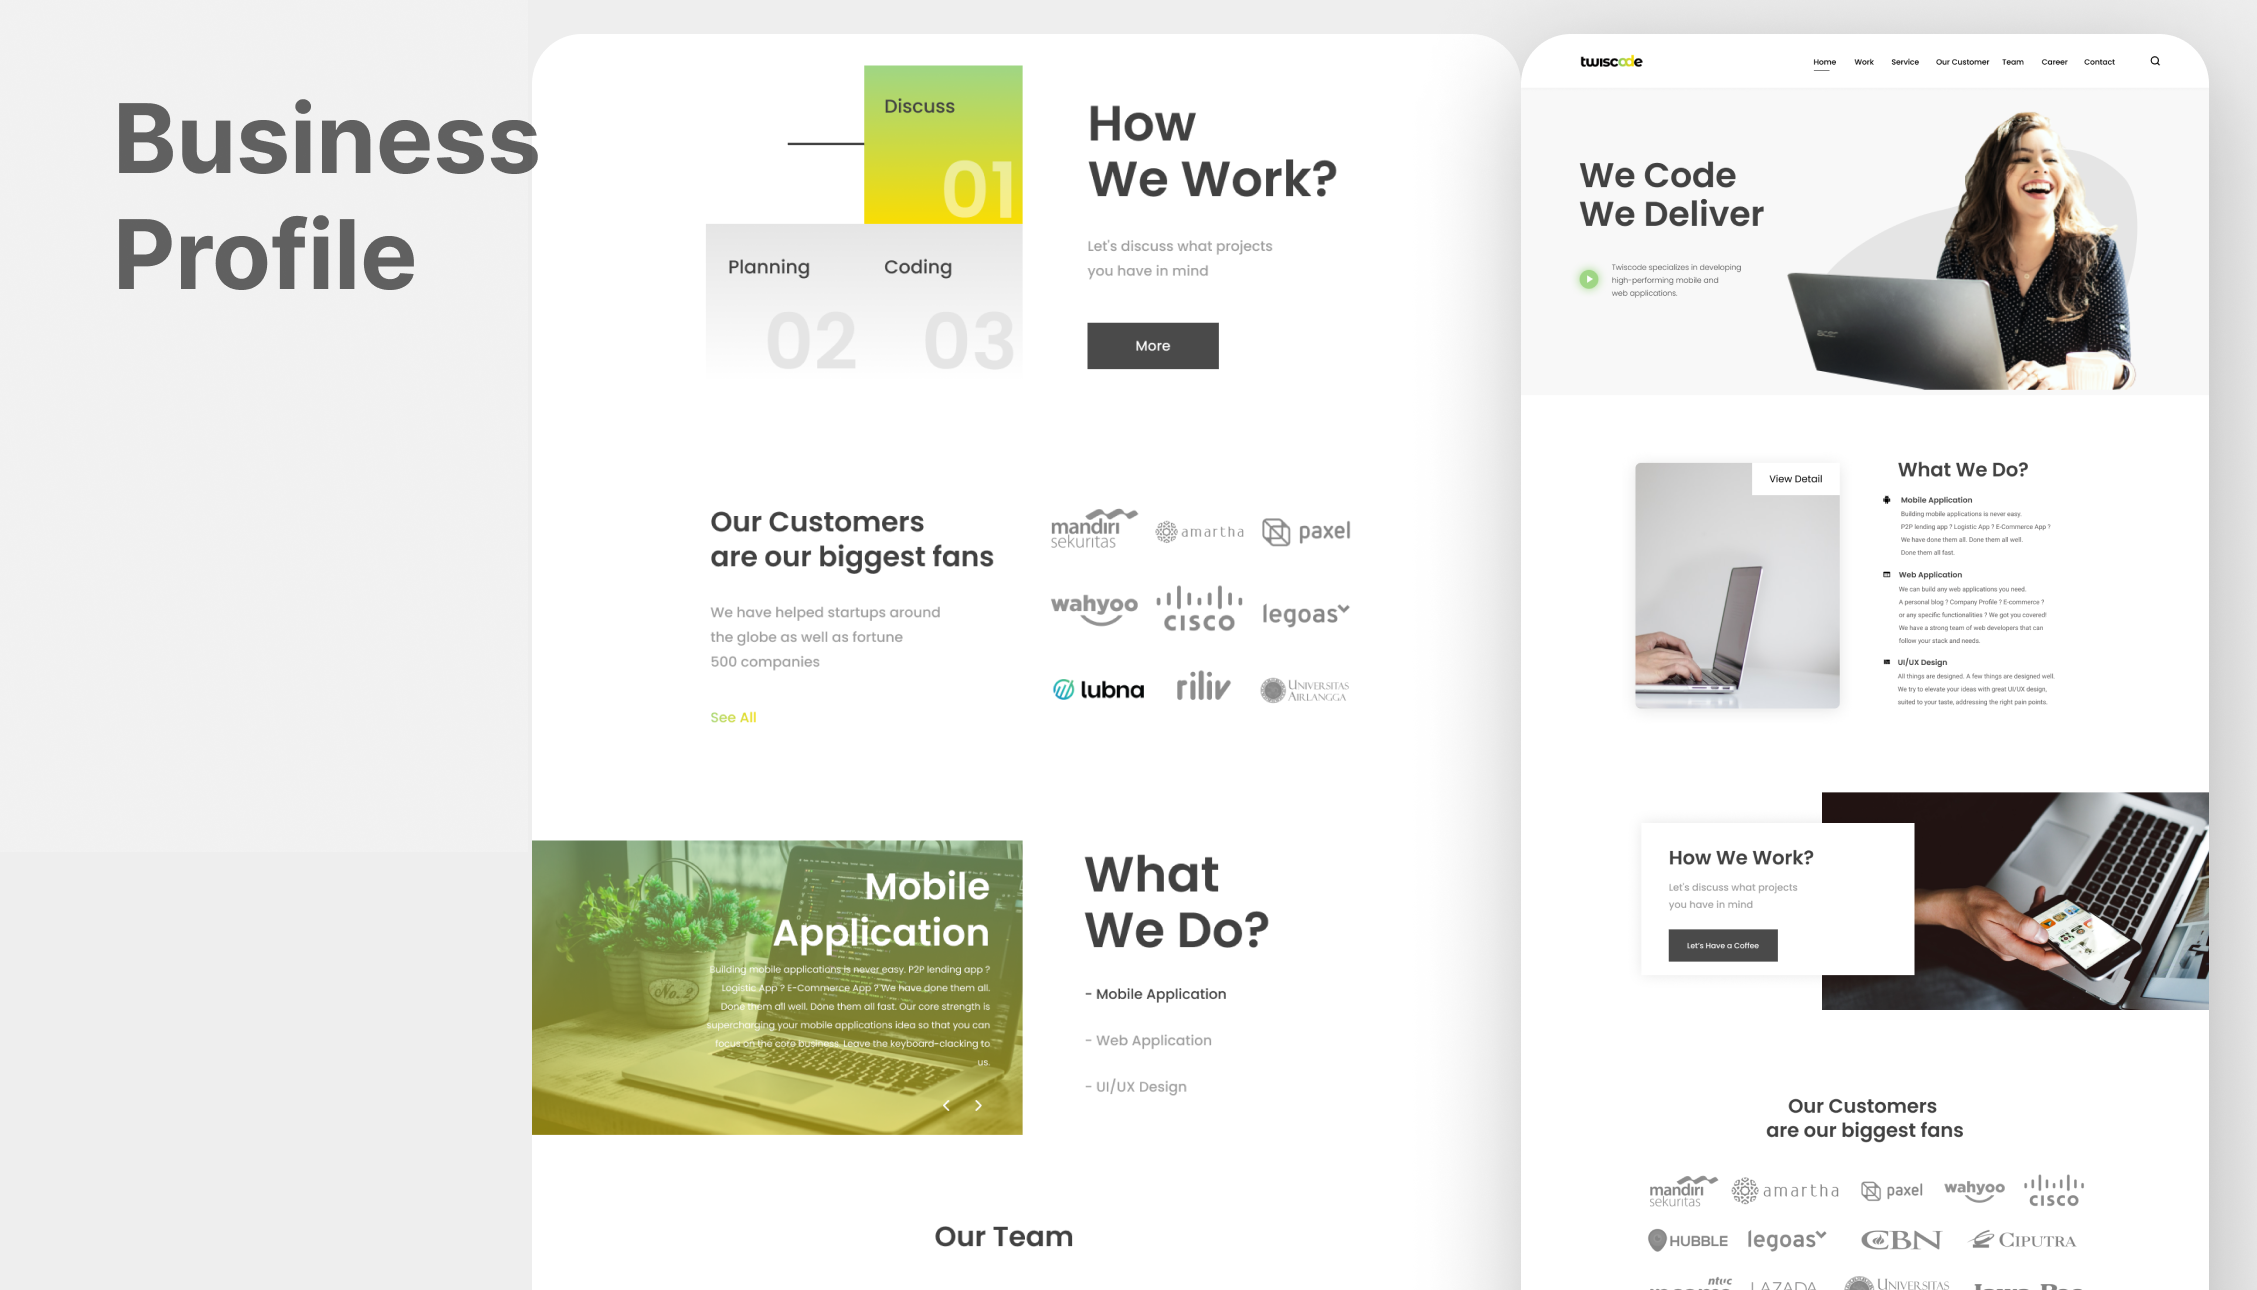 Business
Profile
Discuss
01
Planning
02
Coding
03
How
We Work?
Let's discuss what projects
you have in mind
More
Our Customers
are our biggest fans
We have helped startups around
the globe as well as fortune
500 companies
See All
mandiri
sekuritas
amartha
paxel
wahyoo
CISCO
legoas
lubna
riliv
UNIVERSITAS
AIRLANGGA
Mobile
Application
Building mobile applications is never easy. P2P lending app ?
Logistic App ? E-Commerce App ? We have done them all.
Done them all well. Done them all fast. Our core strength is
supercharging your mobile applications idea so that you can
focus on the core business. Leave the keyboard-clacking to
us.
No. 2
What
We Do?
- Mobile Application
- Web Application
- UI/UX Design
Our Team
twiscode
Home Work Service Our Customer Team Career Contact
We Code
We Deliver
Twiscode specializes in developing
high-performing mobile and
web applications.
View Detail
What We Do?
Mobile Application
Building mobile applications is never easy.
P2P lending app ? Logistic App ? E-Commerce App ?
We have done them all. Done them all well.
Done them all fast.
Web Application
We can build any web applications you need.
A personal blog ? Company Profile ? E-commerce ?
or any specific functionalities ? We got you covered!
We have a strong team of web developers that can
follow your stack and needs.
UI/UX Design
All things are designed. A few things are designed well.
We try to elevate your ideas with great UI/UX design,
suited to your taste, addressing the right pain points.
How We Work?
Let's discuss what projects
you have in mind
Let's Have a Coffee
Our Customers
are our biggest fans
mandiri
sekuritas
amartha
paxel
wahyoo
CISCO
HUBBLE
legoas
CBN
CIPUTRA
ntuc
LAZADA
UNIVERSITAS